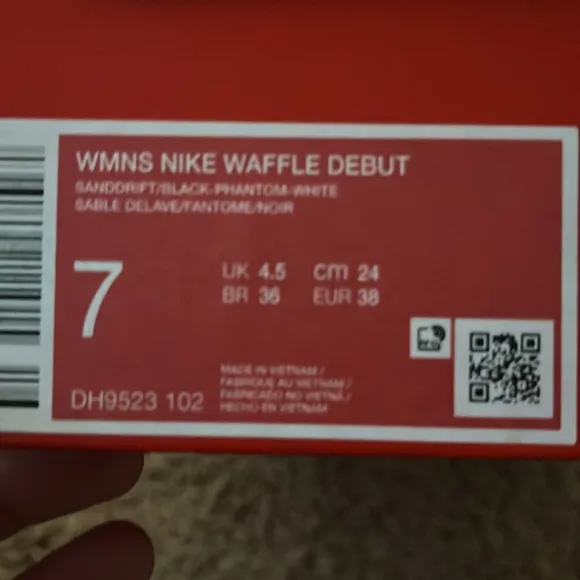 WMNS NIKE WAFFLE DEBUT
SANDDRIFT/BLACK-PHANTOM-WHITE
SABLE DELAVE/FANTOME/NOIR
7
UK 4.5 cm 24
BR 36 EUR 38
MADE IN VIETNAM /
FABRIQUE AU VIETNAM /
FABRICADO NO VIETNÃ /
HECHO EN VIETNAM
DH9523 102